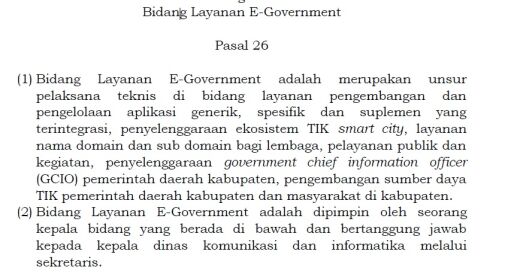 Bidang Layanan E-Government
Pasal 26
(1) Bidang Layanan E-Government adalah merupakan unsur
pelaksana teknis di bidang layanan pengembangan dan
pengelolaan aplikasi generik, spesifik dan suplemen yang
terintegrasi, penyelenggaraan ekosistem TIK smart city, layanan
nama domain dan sub domain bagi lembaga, pelayanan publik dan
kegiatan, penyelenggaraan government chief information officer
(GCIO) pemerintah daerah kabupaten, pengembangan sumber daya
TIK pemerintah daerah kabupaten dan masyarakat di kabupaten.
(2) Bidang Layanan E-Government adalah dipimpin oleh seorang
kepala bidang yang berada di bawah dan bertanggung jawab
kepada kepala dinas komunikasi dan informatika melalui
sekretaris.